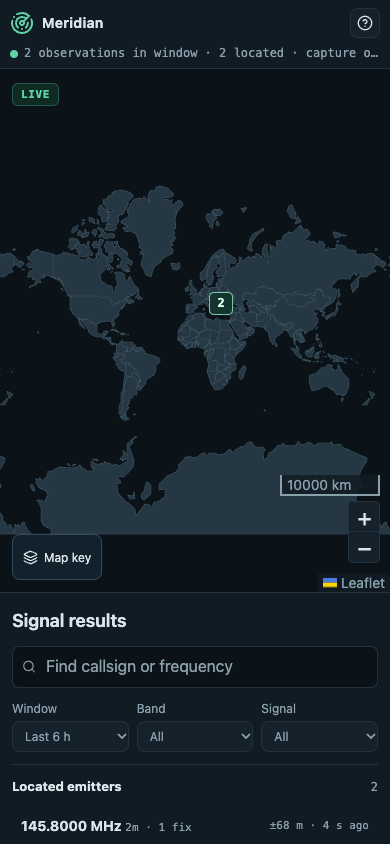 Meridian
2 observations in window · 2 located · capture o…
LIVE
2
10000 km
+
−
Map key
Leaflet
Signal results
Find callsign or frequency
Window Band Signal
Last 6 h All All
Located emitters 2
145.8000 MHz 2m · 1 fix ±68 m · 4 s ago